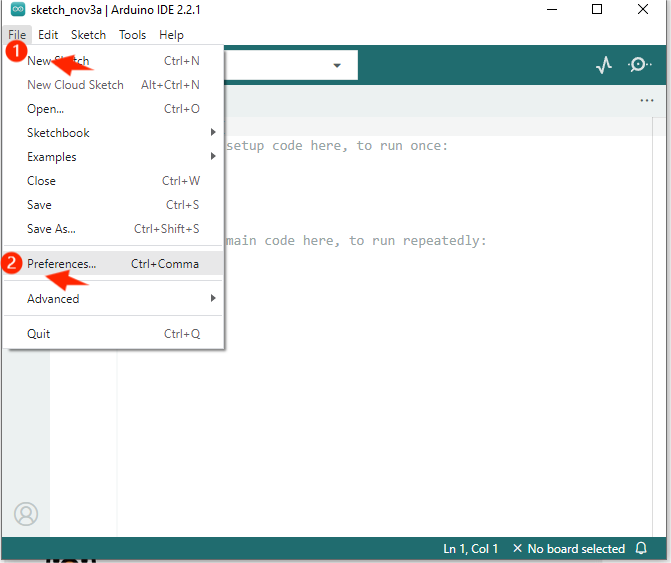 sketch_nov3a | Arduino IDE 2.2.1
File Edit Sketch Tools Help
1
New Sketch Ctrl+N
New Cloud Sketch Alt+Ctrl+N
Open... Ctrl+O
Sketchbook
setup code here, to run once:
Examples
Close Ctrl+W
Save Ctrl+S
Save As... Ctrl+Shift+S
main code here, to run repeatedly:
2 Preferences... Ctrl+Comma
Advanced
Quit Ctrl+Q
Ln 1, Col 1 × No board selected